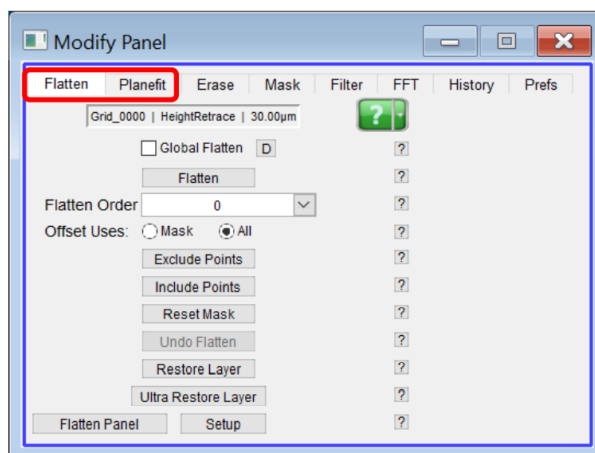 Modify Panel
Flatten Planefit Erase Mask Filter FFT History Prefs
Grid_0000 | HeightRetrace | 30.00µm ?
Global Flatten D ?
Flatten ?
Flatten Order 0 ?
Offset Uses: Mask All ?
Exclude Points ?
Include Points ?
Reset Mask ?
Undo Flatten ?
Restore Layer ?
Ultra Restore Layer ?
Flatten Panel Setup ?